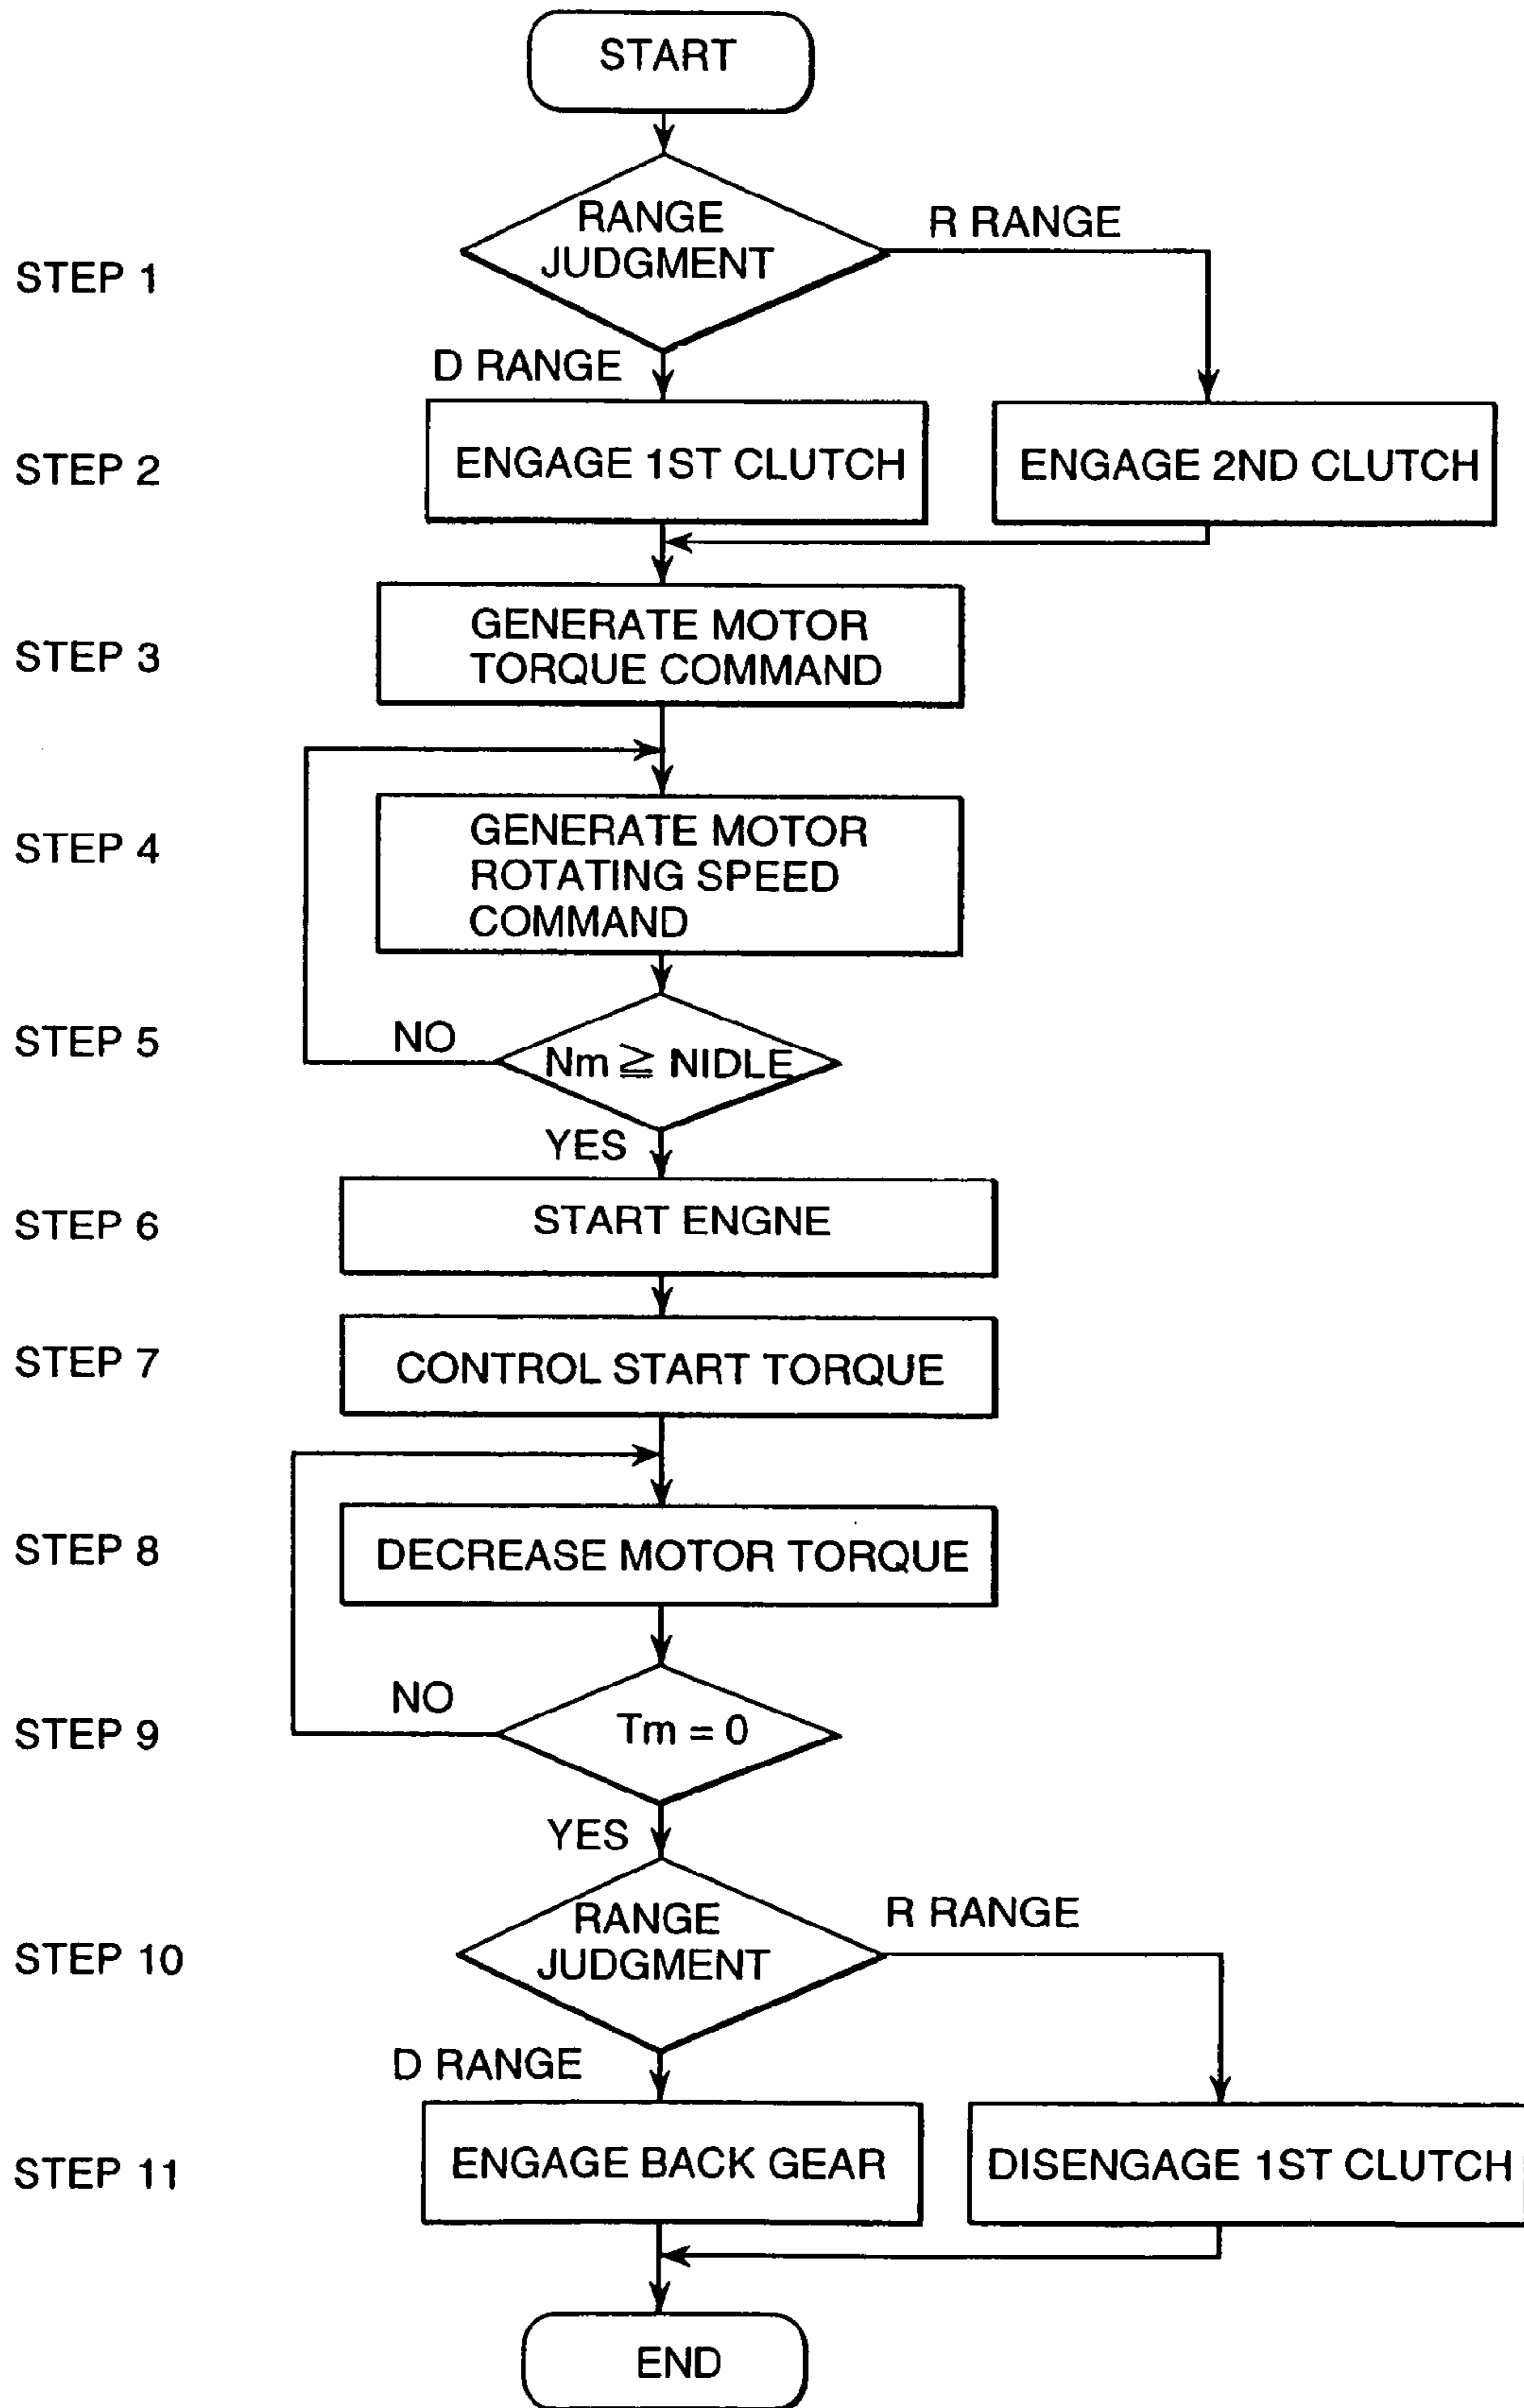 START
RANGE
JUDGMENT
R RANGE
STEP 1
D RANGE
STEP 2
ENGAGE 1ST CLUTCH
ENGAGE 2ND CLUTCH
STEP 3
GENERATE MOTOR
TORQUE COMMAND
STEP 4
GENERATE MOTOR
ROTATING SPEED
COMMAND
STEP 5
NO
Nm ≧ NIDLE
YES
STEP 6
START ENGNE
STEP 7
CONTROL START TORQUE
STEP 8
DECREASE MOTOR TORQUE
NO
STEP 9
Tm = 0
YES
RANGE
JUDGMENT
R RANGE
STEP 10
D RANGE
STEP 11
ENGAGE BACK GEAR
DISENGAGE 1ST CLUTCH
END